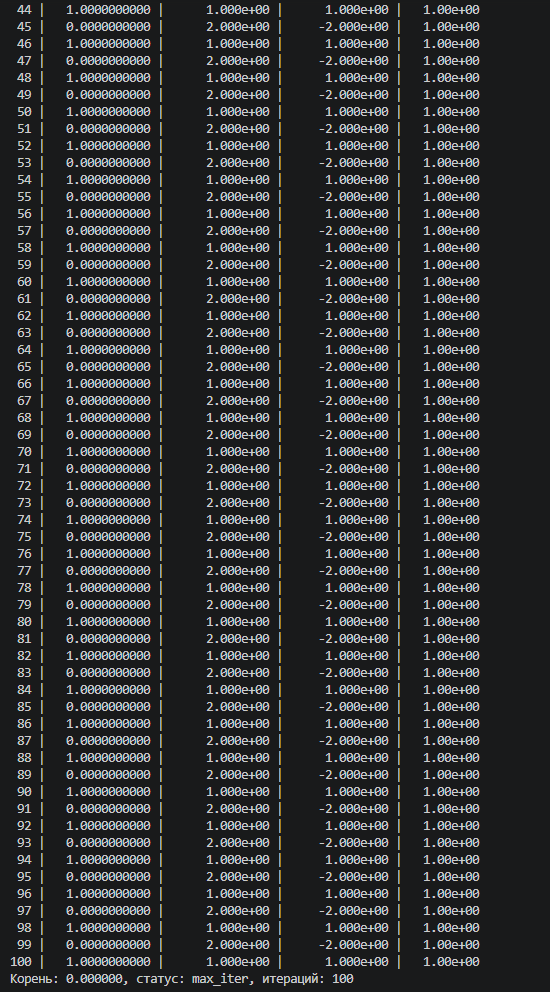 44 | 1.0000000000 | 1.000e+00 | 1.000e+00 | 1.00e+00
45 | 0.0000000000 | 2.000e+00 | -2.000e+00 | 1.00e+00
46 | 1.0000000000 | 1.000e+00 | 1.000e+00 | 1.00e+00
47 | 0.0000000000 | 2.000e+00 | -2.000e+00 | 1.00e+00
48 | 1.0000000000 | 1.000e+00 | 1.000e+00 | 1.00e+00
49 | 0.0000000000 | 2.000e+00 | -2.000e+00 | 1.00e+00
50 | 1.0000000000 | 1.000e+00 | 1.000e+00 | 1.00e+00
51 | 0.0000000000 | 2.000e+00 | -2.000e+00 | 1.00e+00
52 | 1.0000000000 | 1.000e+00 | 1.000e+00 | 1.00e+00
53 | 0.0000000000 | 2.000e+00 | -2.000e+00 | 1.00e+00
54 | 1.0000000000 | 1.000e+00 | 1.000e+00 | 1.00e+00
55 | 0.0000000000 | 2.000e+00 | -2.000e+00 | 1.00e+00
56 | 1.0000000000 | 1.000e+00 | 1.000e+00 | 1.00e+00
57 | 0.0000000000 | 2.000e+00 | -2.000e+00 | 1.00e+00
58 | 1.0000000000 | 1.000e+00 | 1.000e+00 | 1.00e+00
59 | 0.0000000000 | 2.000e+00 | -2.000e+00 | 1.00e+00
60 | 1.0000000000 | 1.000e+00 | 1.000e+00 | 1.00e+00
61 | 0.0000000000 | 2.000e+00 | -2.000e+00 | 1.00e+00
62 | 1.0000000000 | 1.000e+00 | 1.000e+00 | 1.00e+00
63 | 0.0000000000 | 2.000e+00 | -2.000e+00 | 1.00e+00
64 | 1.0000000000 | 1.000e+00 | 1.000e+00 | 1.00e+00
65 | 0.0000000000 | 2.000e+00 | -2.000e+00 | 1.00e+00
66 | 1.0000000000 | 1.000e+00 | 1.000e+00 | 1.00e+00
67 | 0.0000000000 | 2.000e+00 | -2.000e+00 | 1.00e+00
68 | 1.0000000000 | 1.000e+00 | 1.000e+00 | 1.00e+00
69 | 0.0000000000 | 2.000e+00 | -2.000e+00 | 1.00e+00
70 | 1.0000000000 | 1.000e+00 | 1.000e+00 | 1.00e+00
71 | 0.0000000000 | 2.000e+00 | -2.000e+00 | 1.00e+00
72 | 1.0000000000 | 1.000e+00 | 1.000e+00 | 1.00e+00
73 | 0.0000000000 | 2.000e+00 | -2.000e+00 | 1.00e+00
74 | 1.0000000000 | 1.000e+00 | 1.000e+00 | 1.00e+00
75 | 0.0000000000 | 2.000e+00 | -2.000e+00 | 1.00e+00
76 | 1.0000000000 | 1.000e+00 | 1.000e+00 | 1.00e+00
77 | 0.0000000000 | 2.000e+00 | -2.000e+00 | 1.00e+00
78 | 1.0000000000 | 1.000e+00 | 1.000e+00 | 1.00e+00
79 | 0.0000000000 | 2.000e+00 | -2.000e+00 | 1.00e+00
80 | 1.0000000000 | 1.000e+00 | 1.000e+00 | 1.00e+00
81 | 0.0000000000 | 2.000e+00 | -2.000e+00 | 1.00e+00
82 | 1.0000000000 | 1.000e+00 | 1.000e+00 | 1.00e+00
83 | 0.0000000000 | 2.000e+00 | -2.000e+00 | 1.00e+00
84 | 1.0000000000 | 1.000e+00 | 1.000e+00 | 1.00e+00
85 | 0.0000000000 | 2.000e+00 | -2.000e+00 | 1.00e+00
86 | 1.0000000000 | 1.000e+00 | 1.000e+00 | 1.00e+00
87 | 0.0000000000 | 2.000e+00 | -2.000e+00 | 1.00e+00
88 | 1.0000000000 | 1.000e+00 | 1.000e+00 | 1.00e+00
89 | 0.0000000000 | 2.000e+00 | -2.000e+00 | 1.00e+00
90 | 1.0000000000 | 1.000e+00 | 1.000e+00 | 1.00e+00
91 | 0.0000000000 | 2.000e+00 | -2.000e+00 | 1.00e+00
92 | 1.0000000000 | 1.000e+00 | 1.000e+00 | 1.00e+00
93 | 0.0000000000 | 2.000e+00 | -2.000e+00 | 1.00e+00
94 | 1.0000000000 | 1.000e+00 | 1.000e+00 | 1.00e+00
95 | 0.0000000000 | 2.000e+00 | -2.000e+00 | 1.00e+00
96 | 1.0000000000 | 1.000e+00 | 1.000e+00 | 1.00e+00
97 | 0.0000000000 | 2.000e+00 | -2.000e+00 | 1.00e+00
98 | 1.0000000000 | 1.000e+00 | 1.000e+00 | 1.00e+00
99 | 0.0000000000 | 2.000e+00 | -2.000e+00 | 1.00e+00
100 | 1.0000000000 | 1.000e+00 | 1.000e+00 | 1.00e+00
Корень: 0.000000, статус: max_iter, итераций: 100